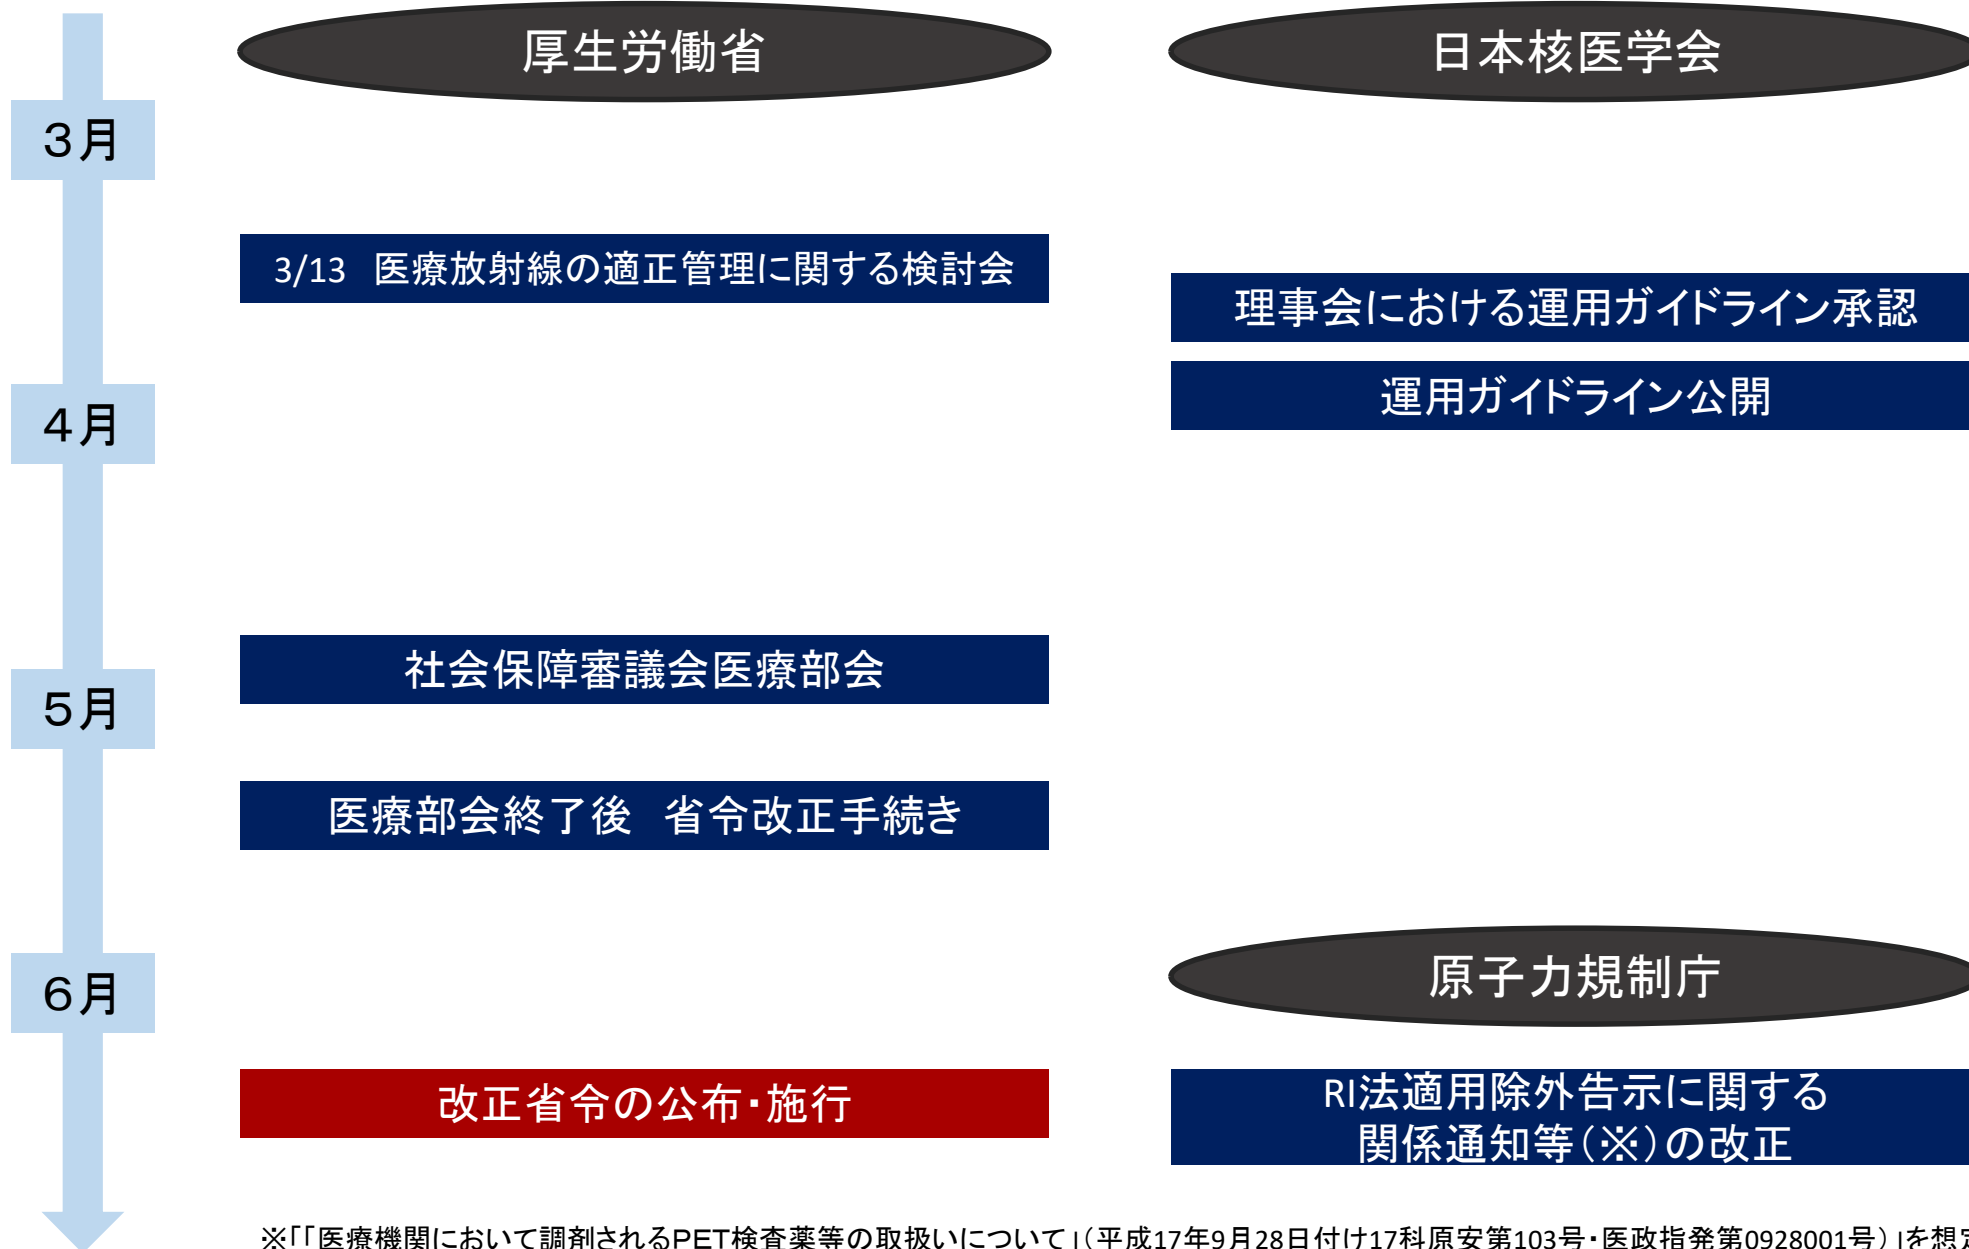 厚生労働省
日本核医学会
３月
3/13　医療放射線の適正管理に関する検討会
理事会における運用ガイドライン承認
運用ガイドライン公開
４月
社会保障審議会医療部会
５月
医療部会終了後　省令改正手続き
原子力規制庁
６月
改正省令の公布・施行
RI法適用除外告示に関する
関係通知等（※）の改正
※「「医療機関において調剤されるPET検査薬等の取扱いについて」（平成17年9月28日付け17科原安第103号・医政指発第0928001号）」を想定